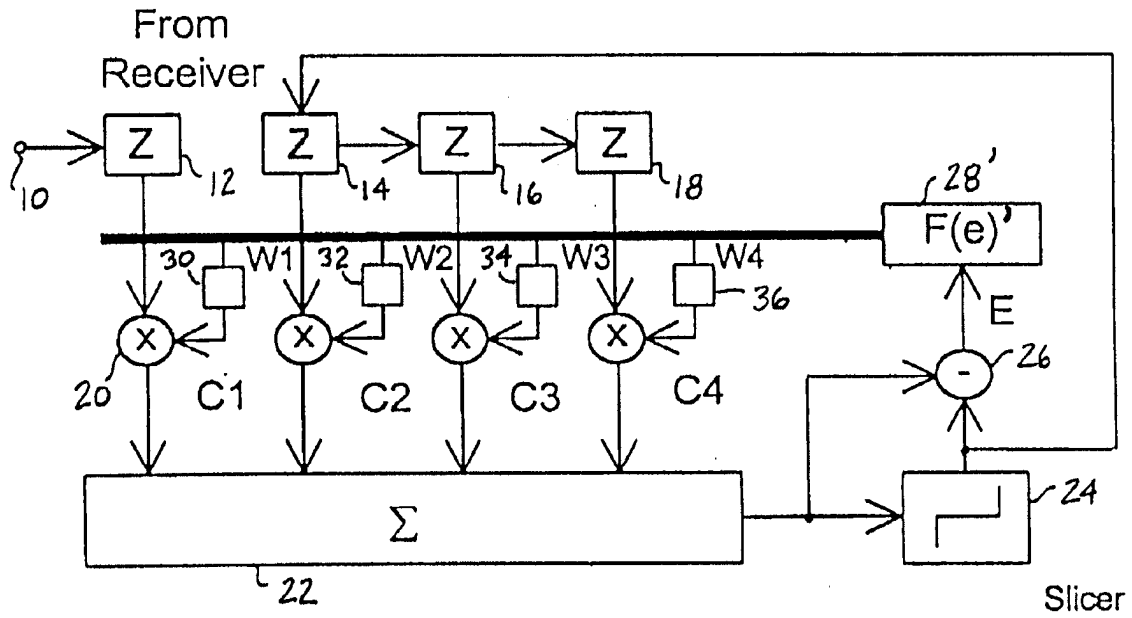 From
Receiver
Z Z Z Z
10 12 14 16 18
28'
F(e)'
30 W1 32 W2 34 W3 W4
36
E
X X X X
20 - 26
C1 C2 C3 C4
Σ
24
22
Slicer